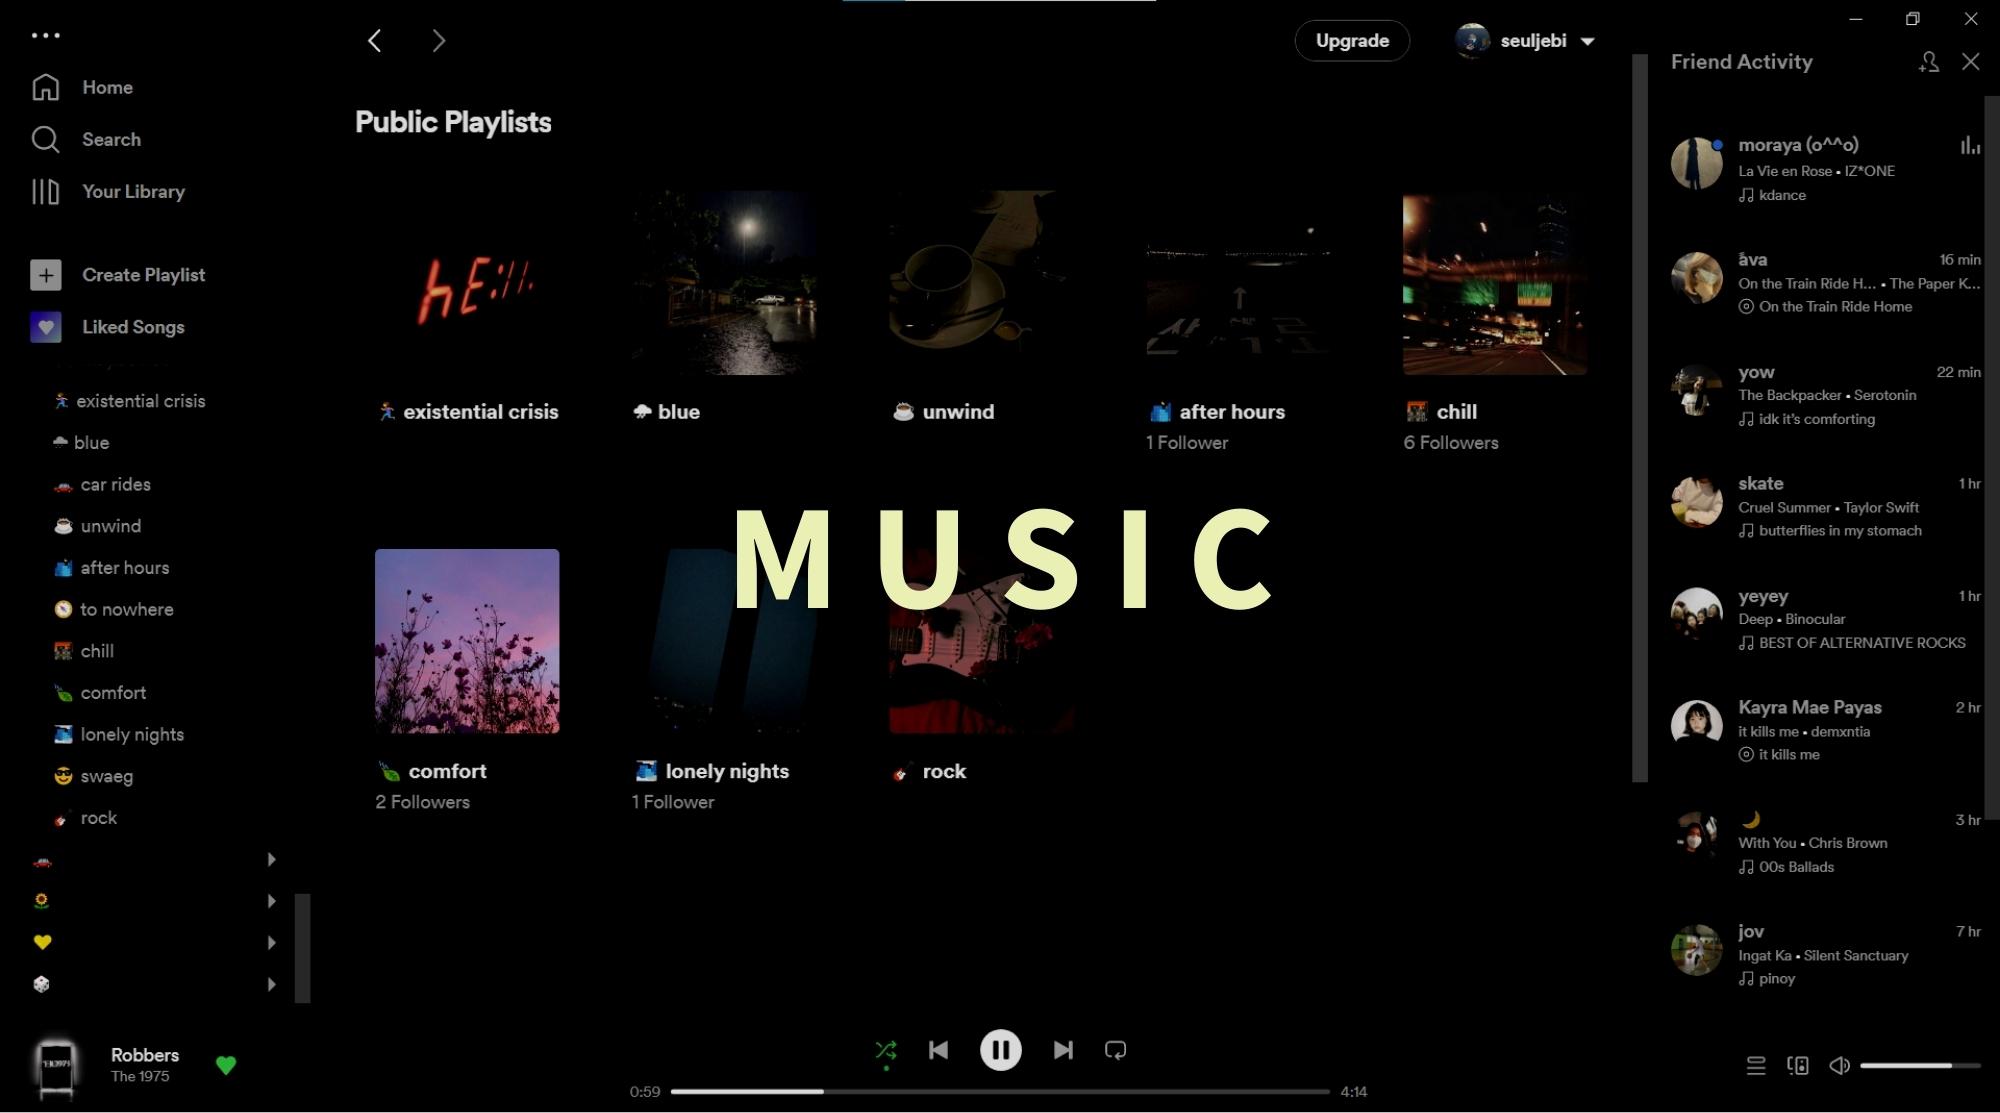 Home
Search
Your Library
Create Playlist
Liked Songs
existential crisis
blue
car rides
unwind
after hours
to nowhere
chill
comfort
lonely nights
swaeg
rock
Upgrade
seuljebi
Public Playlists
hE:ll.
existential crisis
blue
unwind
after hours
1 Follower
chill
6 Followers
MUSIC
comfort
2 Followers
lonely nights
1 Follower
rock
Friend Activity
moraya (o^^o)
La Vie en Rose • IZ*ONE
kdance
åva 16 min
On the Train Ride H... • The Paper K...
On the Train Ride Home
yow 22 min
The Backpacker • Serotonin
idk it's comforting
skate 1 hr
Cruel Summer • Taylor Swift
butterflies in my stomach
yeyey 1 hr
Deep • Binocular
BEST OF ALTERNATIVE ROCKS
Kayra Mae Payas 2 hr
it kills me • demxntia
it kills me
3 hr
With You • Chris Brown
00s Ballads
jov 7 hr
Ingat Ka • Silent Sanctuary
pinoy
Robbers
The 1975
0:59
4:14